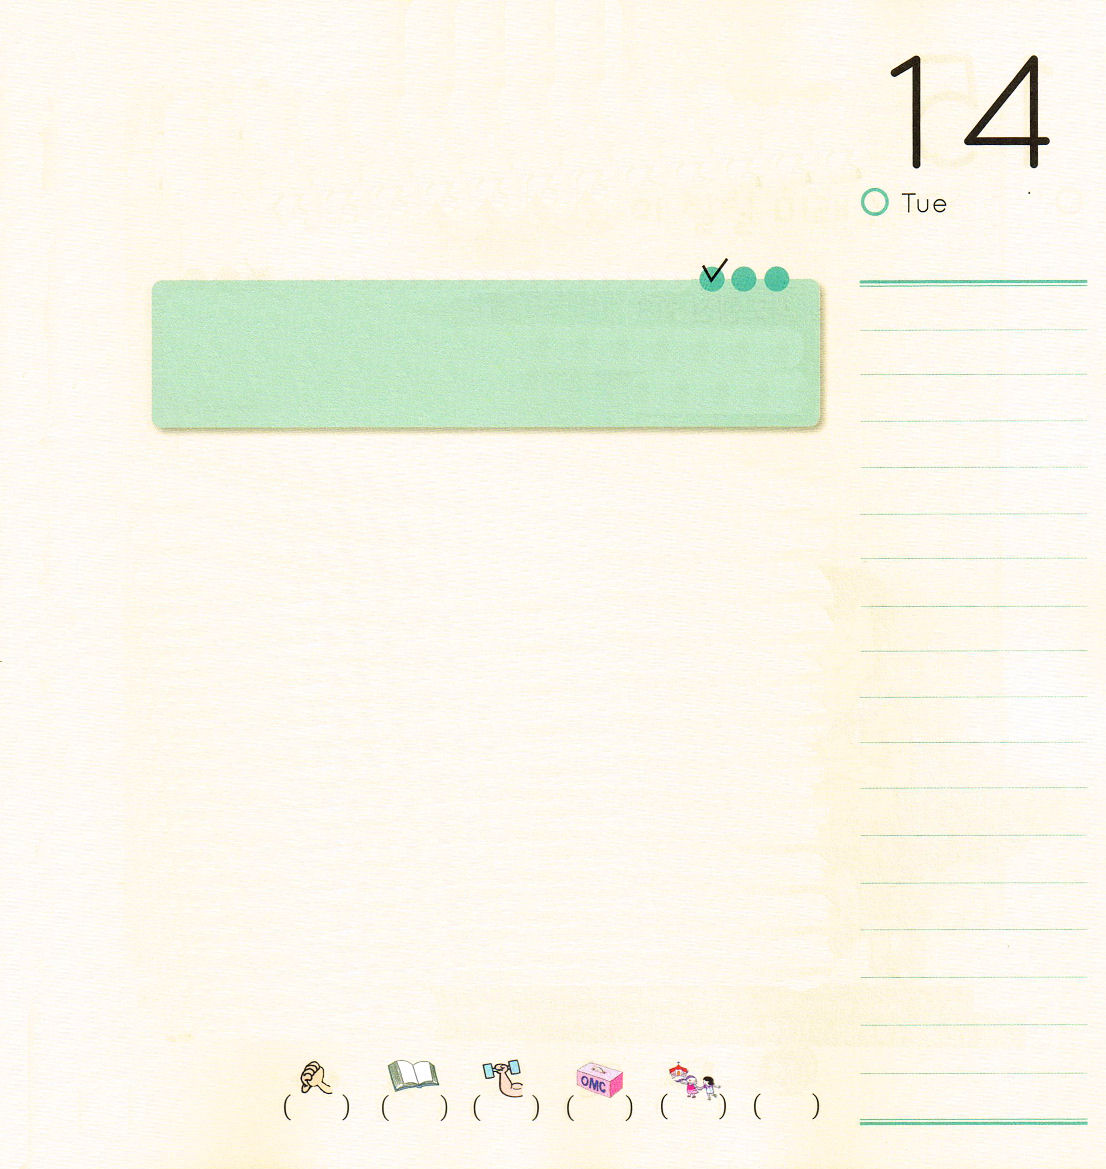 14
Tue
OMC
( ) ( ) ( ) ( ) ( ) ( )